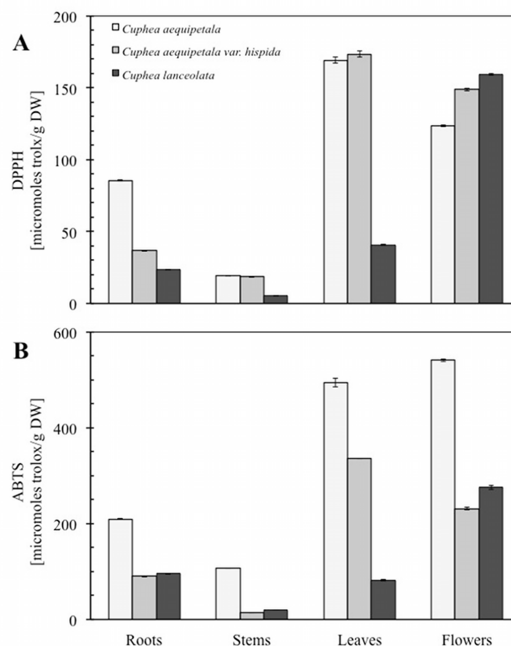 A
Cuphea aequipetala
Cuphea aequipetala var. hispida
Cuphea lanceolata
DPPH
[micromoles trolx/g DW]
200
150
100
50
0
B
ABTS
[micromoles trolox/g DW]
600
400
200
0
Roots Stems Leaves Flowers